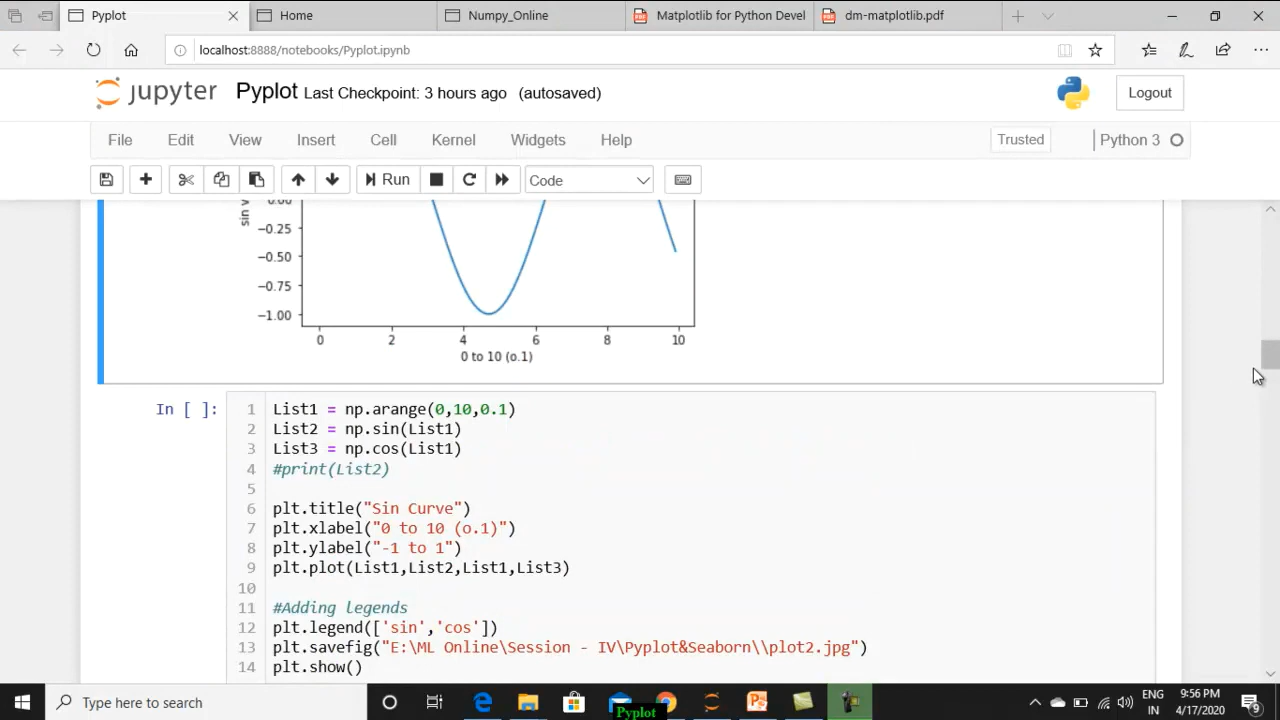 Pyplot
Home
Numpy_Online
Matplotlib for Python Devel
dm-matplotlib.pdf
localhost:8888/notebooks/Pyplot.ipynb
jupyter Pyplot Last Checkpoint: 3 hours ago (autosaved)
Logout
File Edit View Insert Cell Kernel Widgets Help
Trusted
Python 3
Run
Code
0.00
sin v
−0.25
−0.50
−0.75
−1.00
0 2 4 6 8 10
0 to 10 (o.1)
In [ ]:
1 List1 = np.arange(0,10,0.1)
2 List2 = np.sin(List1)
3 List3 = np.cos(List1)
4 #print(List2)
5
6 plt.title("Sin Curve")
7 plt.xlabel("0 to 10 (o.1)")
8 plt.ylabel("-1 to 1")
9 plt.plot(List1,List2,List1,List3)
10
11 #Adding legends
12 plt.legend(['sin','cos'])
13 plt.savefig("E:\ML Online\Session - IV\Pyplot&Seaborn\\plot2.jpg")
14 plt.show()
Type here to search
Pyplot
ENG
IN
9:56 PM
4/17/2020
9